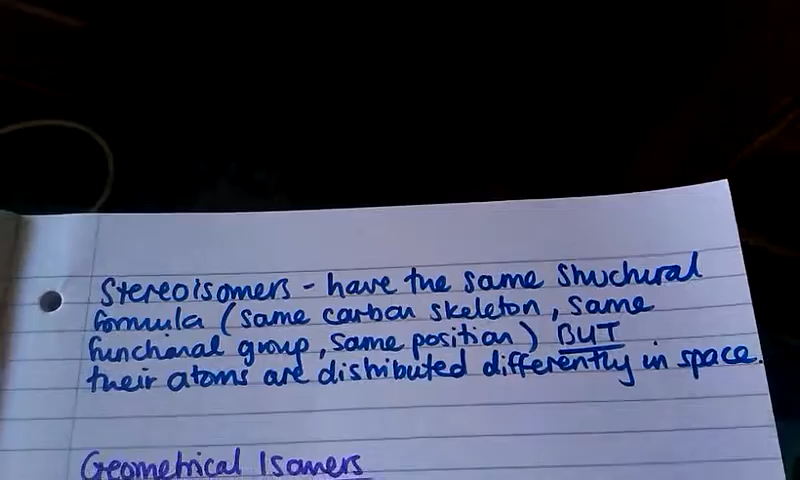 Stereoisomers - have the same structural
formula (same carbon skeleton, same
functional group, same position) BUT
their atoms are distributed differently in space.
Geometrical Isomers